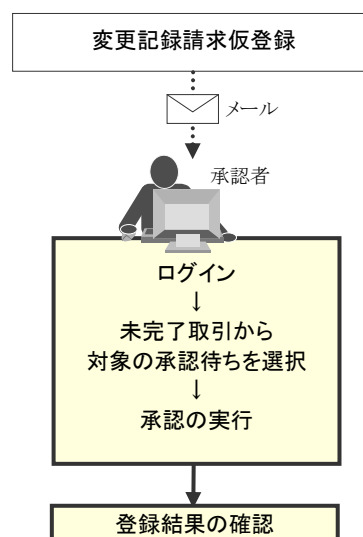 変更記録請求仮登録
メール
承認者
ログイン
↓
未完了取引から
対象の承認待ちを選択
↓
承認の実行
登録結果の確認